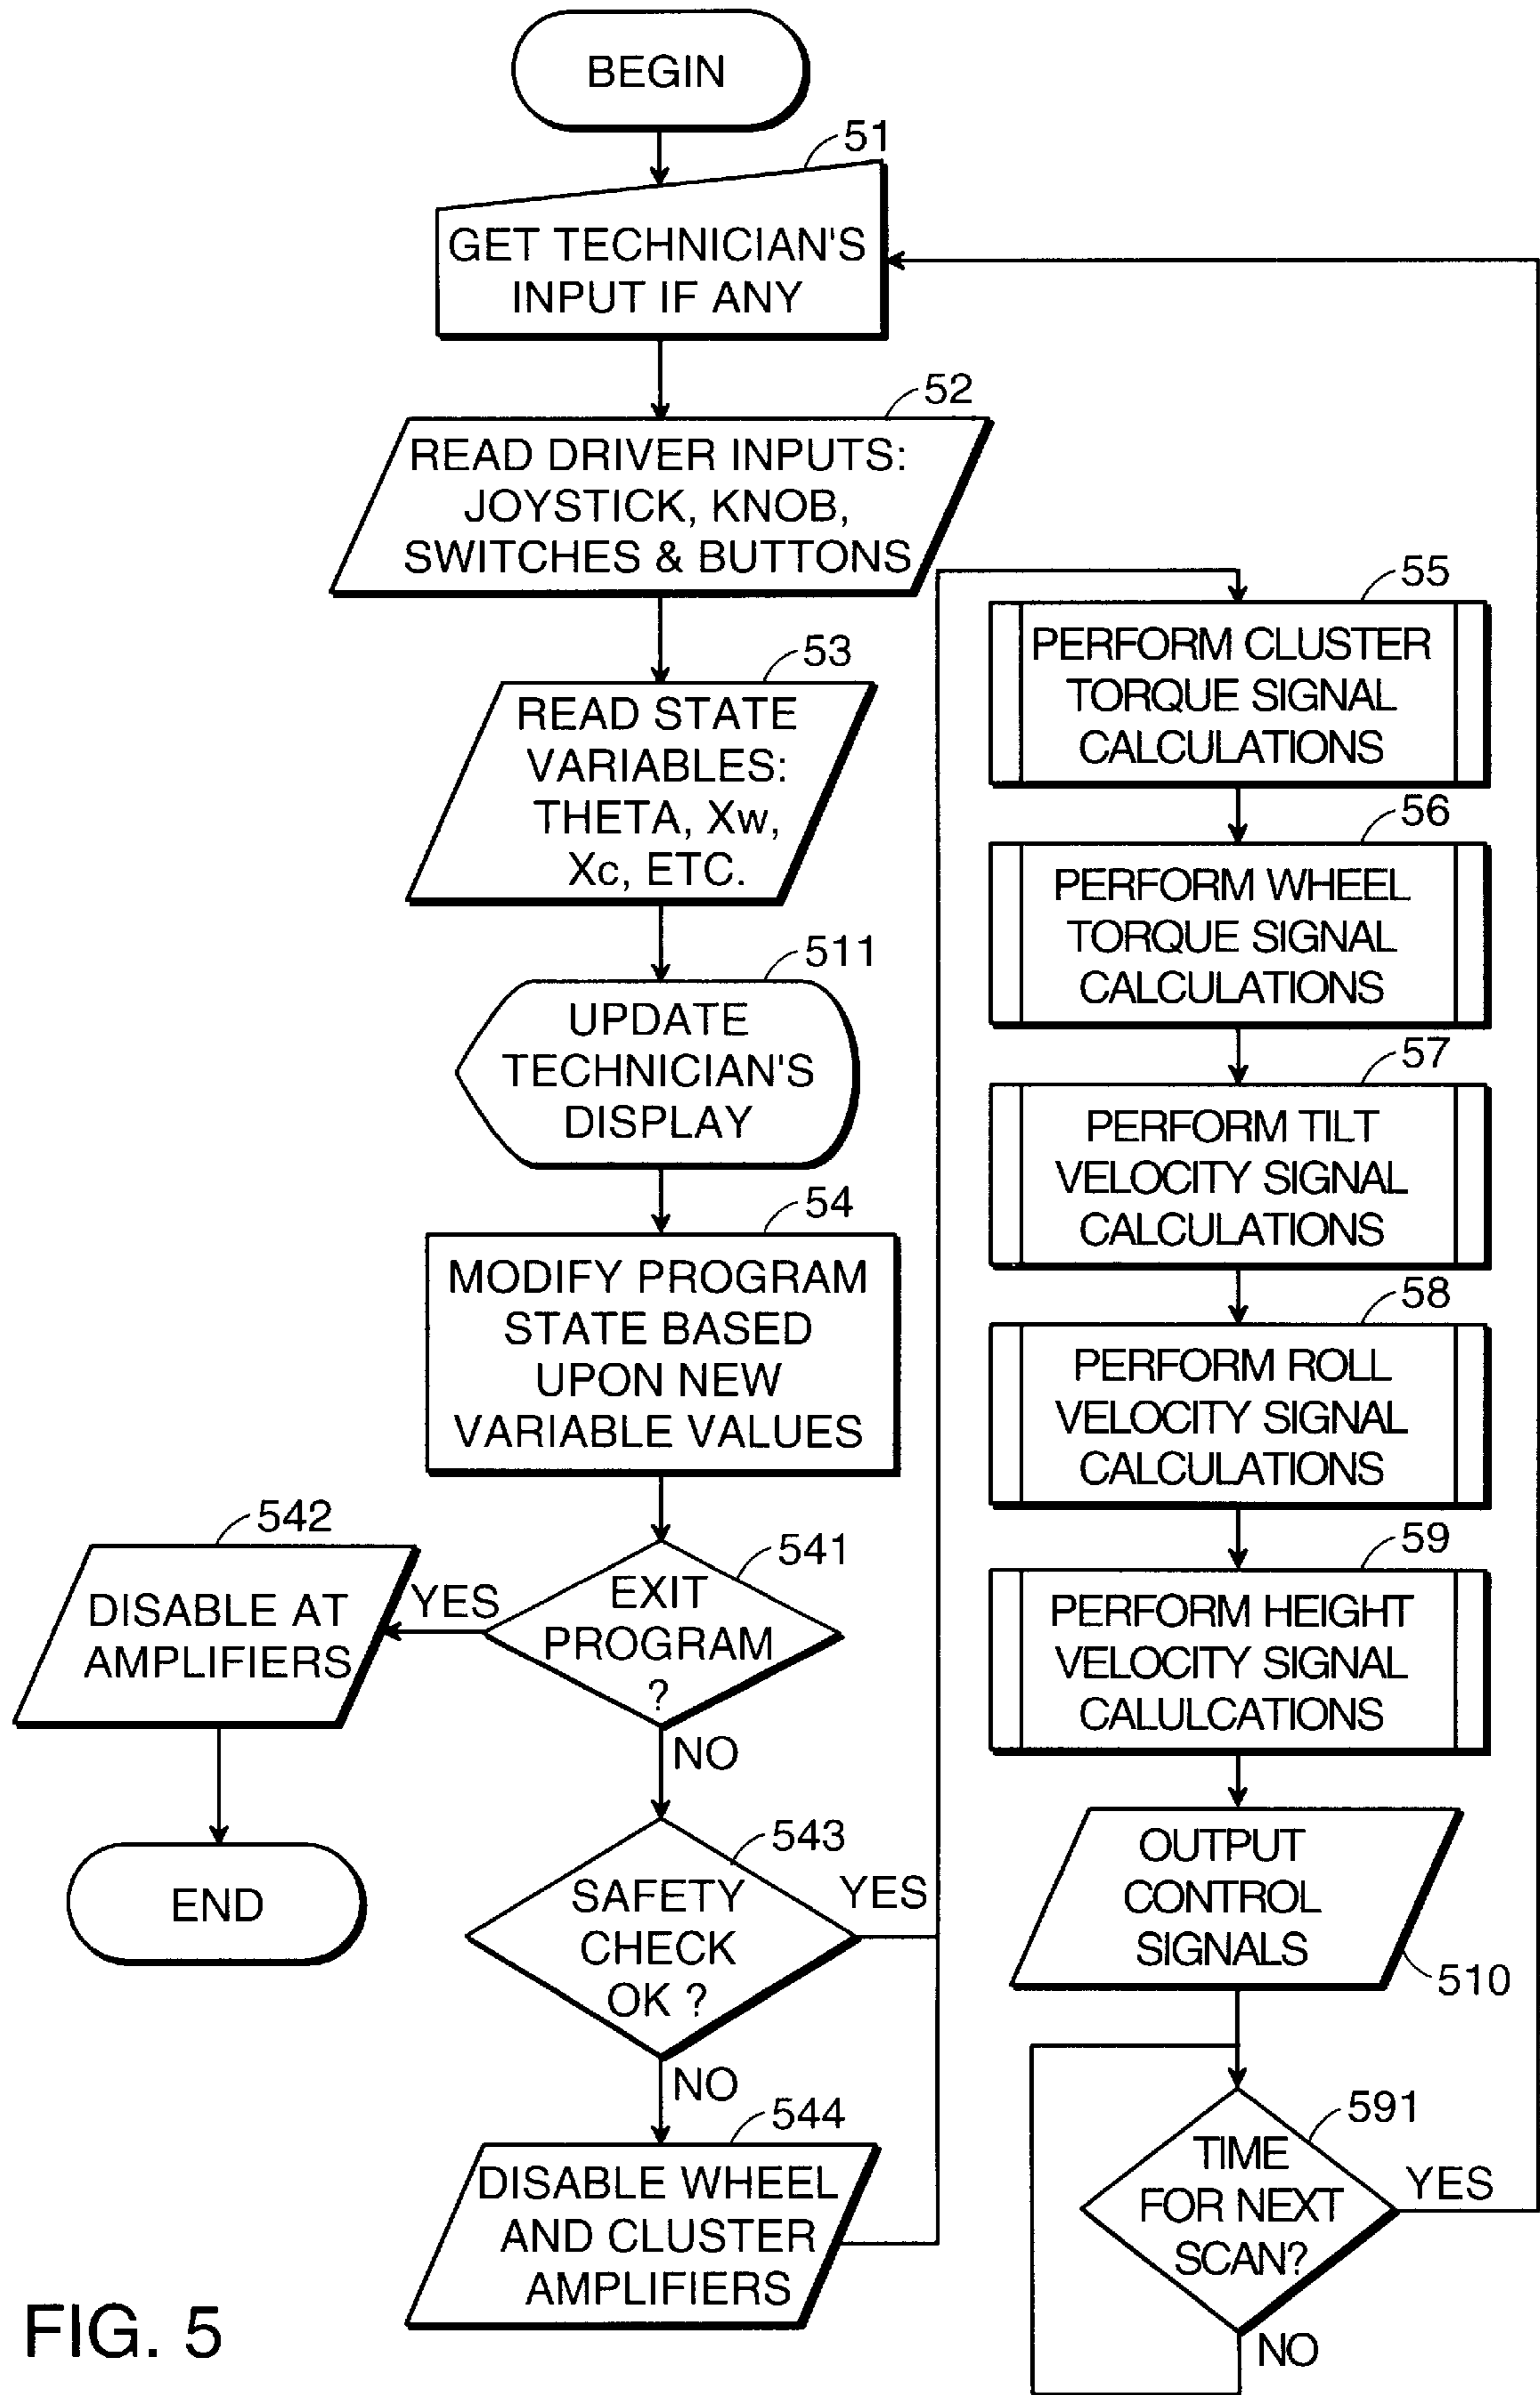 BEGIN
51
GET TECHNICIAN'S
INPUT IF ANY
52
READ DRIVER INPUTS:
JOYSTICK, KNOB,
SWITCHES & BUTTONS
53
READ STATE
VARIABLES:
THETA, Xw,
Xc, ETC.
511
UPDATE
TECHNICIAN'S
DISPLAY
54
MODIFY PROGRAM
STATE BASED
UPON NEW
VARIABLE VALUES
541
EXIT
PROGRAM
?
YES
542
DISABLE AT
AMPLIFIERS
END
NO
543
SAFETY
CHECK
OK ?
YES
NO
544
DISABLE WHEEL
AND CLUSTER
AMPLIFIERS
55
PERFORM CLUSTER
TORQUE SIGNAL
CALCULATIONS
56
PERFORM WHEEL
TORQUE SIGNAL
CALCULATIONS
57
PERFORM TILT
VELOCITY SIGNAL
CALCULATIONS
58
PERFORM ROLL
VELOCITY SIGNAL
CALCULATIONS
59
PERFORM HEIGHT
VELOCITY SIGNAL
CALULCATIONS
OUTPUT
CONTROL
SIGNALS
510
591
TIME
FOR NEXT
SCAN?
YES
NO
FIG. 5